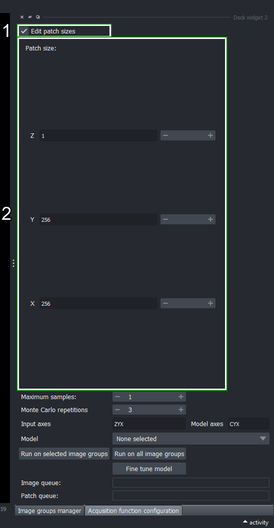 Dock widget 2
1
Edit patch sizes
Patch size:
Z 1 − +
2
Y 256 − +
X 256 − +
Maximum samples: − 1 +
Monte Carlo repetitions − 3 +
Input axes ZYX Model axes CYX
Model None selected
Run on selected image groups Run on all image groups
Fine tune model
Image queue:
Patch queue:
59 Image groups manager Acquisition function configuration
activity